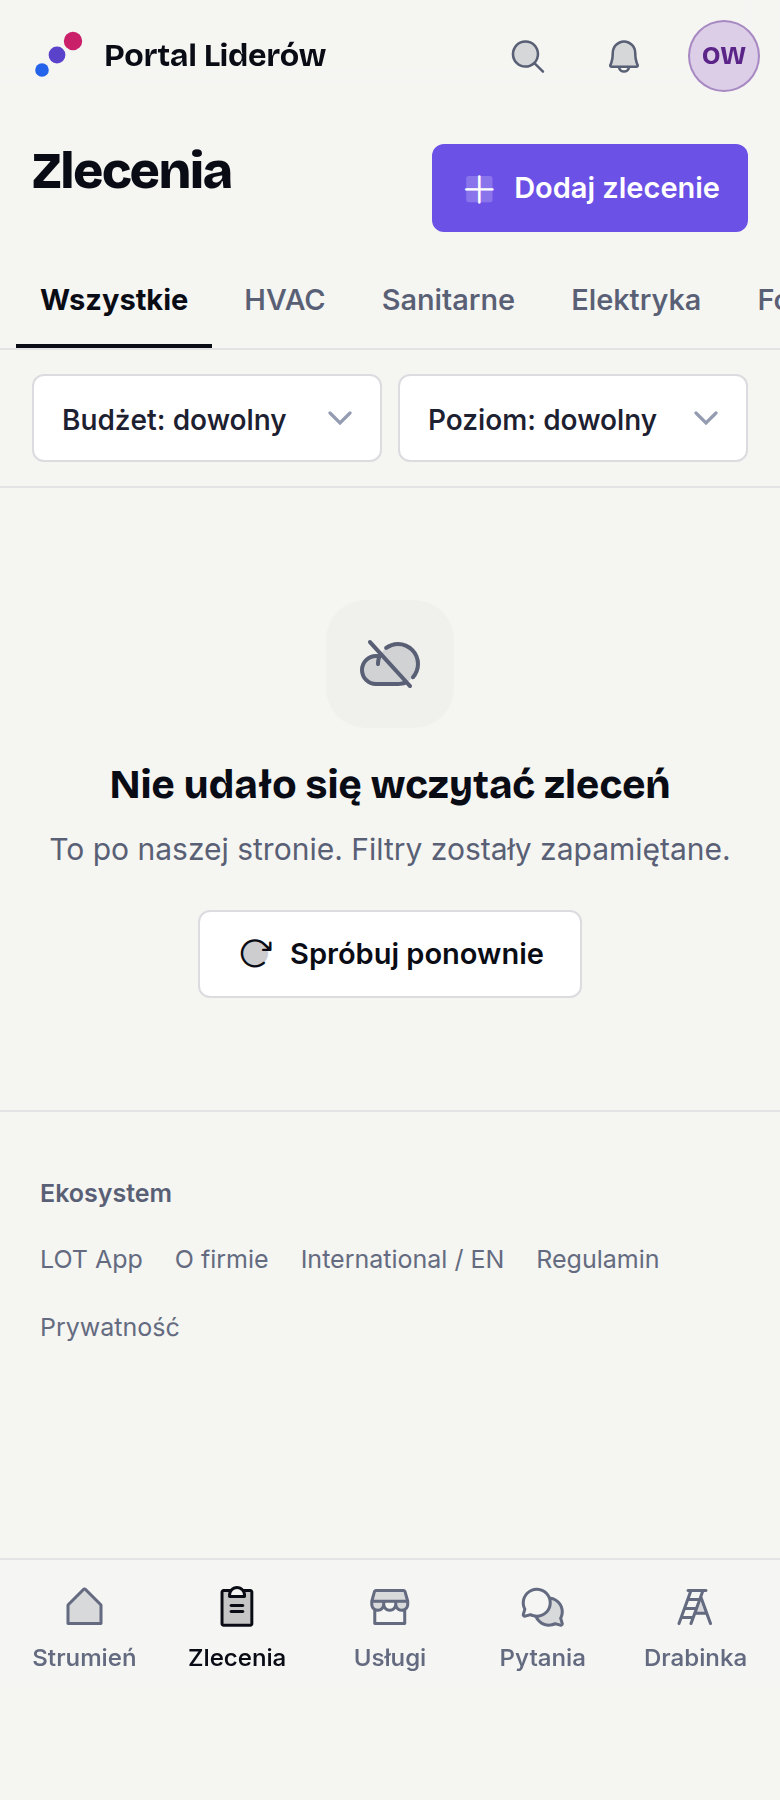 Portal Liderów
OW
Zlecenia
Dodaj zlecenie
Wszystkie HVAC Sanitarne Elektryka Fo
Budżet: dowolny Poziom: dowolny
Nie udało się wczytać zleceń
To po naszej stronie. Filtry zostały zapamiętane.
Spróbuj ponownie
Ekosystem
LOT App O firmie International / EN Regulamin
Prywatność
Strumień Zlecenia Usługi Pytania Drabinka